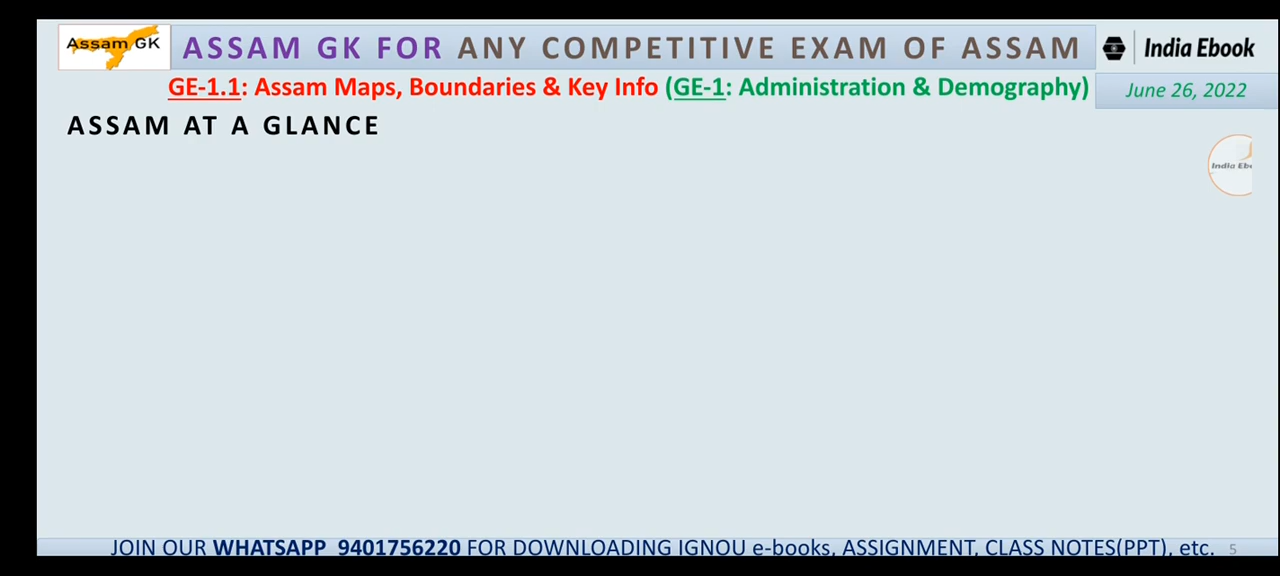 Assam GK
ASSAM GK FOR ANY COMPETITIVE EXAM OF ASSAM
India Ebook
GE-1.1: Assam Maps, Boundaries & Key Info (GE-1: Administration & Demography)
June 26, 2022
ASSAM AT A GLANCE
India Eb
JOIN OUR WHATSAPP 9401756220 FOR DOWNLOADING IGNOU e-books, ASSIGNMENT, CLASS NOTES(PPT), etc.
5